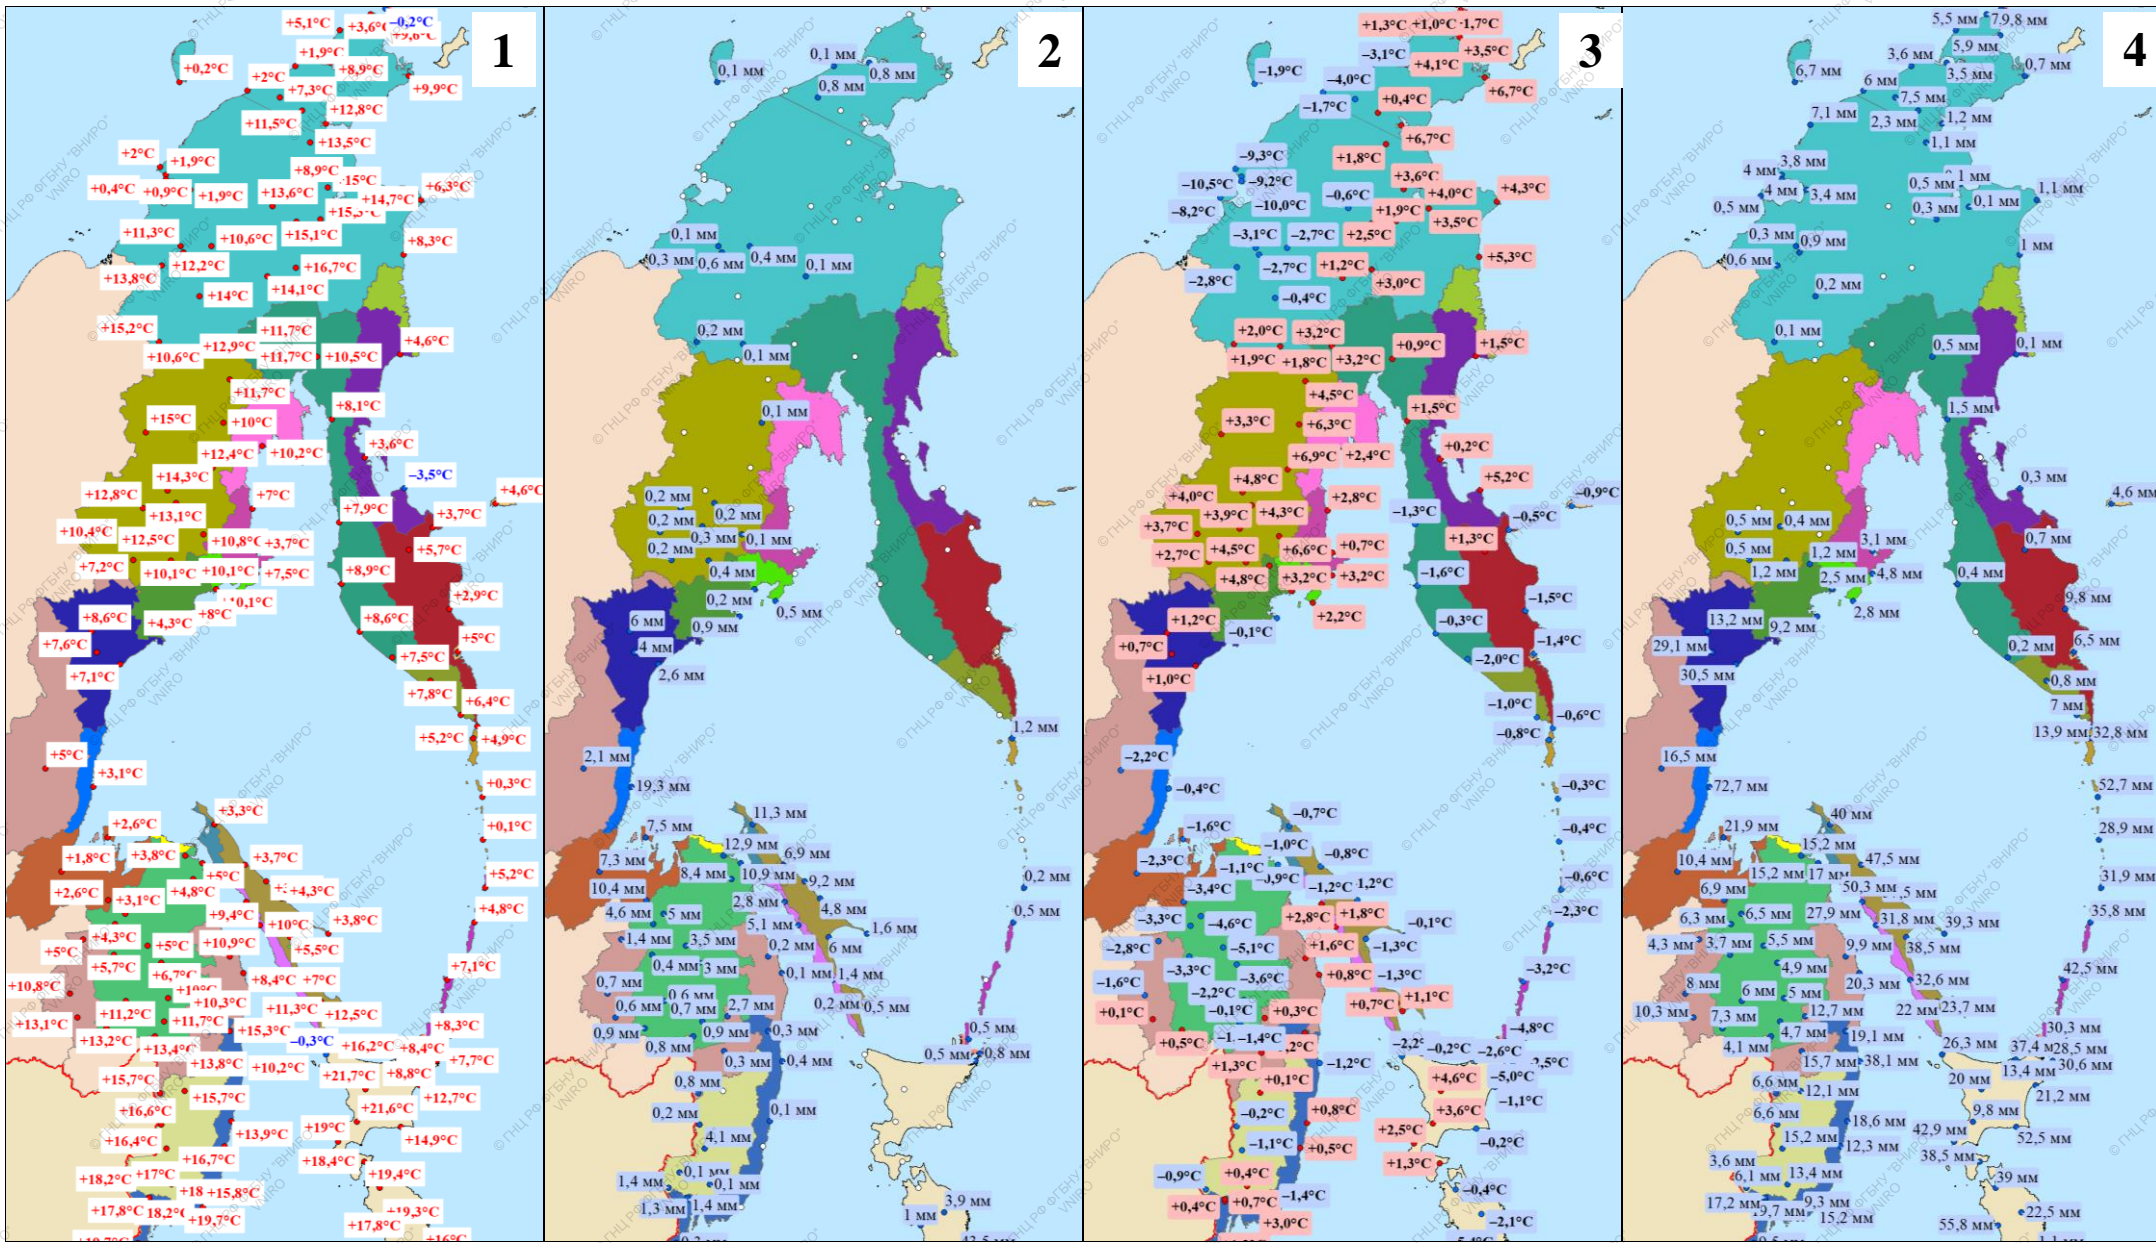 1
+5,1°C
+3,6°C
–0,2°C
+1,9°C
+0,2°C
+2°C
+8,9°C
+7,3°C
+9,9°C
+12,8°C
+11,5°C
+13,5°C
+2°C
+1,9°C
+8,9°C
+0,4°C
+0,9°C
+1,9°C
+13,6°C
+14,7°C
+6,3°C
+11,3°C
+10,6°C
+15,1°C
+8,3°C
+12,2°C
+16,7°C
+13,8°C
+14°C
+14,1°C
+15,2°C
+11,7°C
+12,9°C
+10,6°C
+11,7°C
+10,5°C
+4,6°C
+11,7°C
+8,1°C
+15°C
+10°C
+3,6°C
+12,4°C
+10,2°C
+14,3°C
–3,5°C
+12,8°C
+7°C
+4,6°C
+13,1°C
+7,9°C
+3,7°C
+10,4°C
+12,5°C
+10,8°C
+3,7°C
+5,7°C
+7,2°C
+10,1°C
+10,1°C
+7,5°C
+8,9°C
+2,9°C
+8,6°C
+4,3°C
+8°C
+8,6°C
+5°C
+7,6°C
+7,5°C
+7,1°C
+7,8°C
+6,4°C
+5,2°C
+4,9°C
+5°C
+3,1°C
+0,3°C
+3,3°C
+2,6°C
+0,1°C
+1,8°C
+3,8°C
+3,7°C
+5°C
+5,2°C
+2,6°C
+3,1°C
+4,8°C
+4,3°C
+9,4°C
+10°C
+3,8°C
+4,8°C
+4,3°C
+5°C
+5°C
+10,9°C
+5,5°C
+5,7°C
+6,7°C
+8,4°C
+7°C
+7,1°C
+10,8°C
+10,3°C
+11,3°C
+12,5°C
+13,1°C
+11,2°C
+11,7°C
+15,3°C
–0,3°C
+8,3°C
+13,2°C
+13,4°C
+16,2°C
+8,4°C
+13,8°C
+10,2°C
+7,7°C
+15,7°C
+21,7°C
+8,8°C
+15,7°C
+12,7°C
+16,6°C
+21,6°C
+16,4°C
+13,9°C
+19°C
+14,9°C
+16,7°C
+18,4°C
+18,2°C
+17°C
+19,4°C
+15,8°C
+17,8°C
+19,7°C
+19,3°C
+17,8°C
2
0,1 мм
0,1 мм
0,8 мм
0,8 мм
0,1 мм
0,3 мм
0,6 мм
0,4 мм
0,1 мм
0,2 мм
0,1 мм
0,1 мм
0,2 мм
0,2 мм
0,2 мм
0,3 мм
0,1 мм
0,2 мм
0,4 мм
0,2 мм
0,5 мм
0,9 мм
6 мм
4 мм
2,6 мм
1,2 мм
2,1 мм
19,3 мм
11,3 мм
7,5 мм
12,9 мм
6,9 мм
7,3 мм
8,4 мм
10,9 мм
9,2 мм
0,2 мм
10,4 мм
2,8 мм
4,8 мм
0,5 мм
4,6 мм
5 мм
5,1 мм
1,6 мм
1,4 мм
3,5 мм
0,2 мм
6 мм
0,4 мм
3 мм
0,1 мм
1,4 мм
0,7 мм
0,6 мм
0,6 мм
0,7 мм
2,7 мм
0,2 мм
0,5 мм
0,9 мм
0,9 мм
0,3 мм
0,5 мм
0,8 мм
0,3 мм
0,4 мм
0,5 мм
0,8 мм
0,8 мм
0,2 мм
0,1 мм
4,1 мм
0,1 мм
1,4 мм
0,1 мм
1,3 мм
1,4 мм
3,9 мм
1 мм
3
+1,3°C
+1,0°C
–3,1°C
+3,5°C
–1,9°C
–4,0°C
+4,1°C
–1,7°C
+0,4°C
+6,7°C
+6,7°C
–9,3°C
+1,8°C
–10,5°C
–9,2°C
+3,6°C
–8,2°C
–10,0°C
–0,6°C
+4,0°C
+4,3°C
+1,9°C
+3,5°C
–3,1°C
–2,7°C
+2,5°C
+5,3°C
–2,8°C
–2,7°C
+1,2°C
+3,0°C
–0,4°C
+2,0°C
+3,2°C
+1,9°C
+1,8°C
+3,2°C
+0,9°C
+1,5°C
+4,5°C
+1,5°C
+3,3°C
+6,3°C
+0,2°C
+6,9°C
+2,4°C
+4,8°C
+5,2°C
+4,0°C
+2,8°C
–0,9°C
+3,7°C
+3,9°C
+4,3°C
–1,3°C
–0,5°C
+2,7°C
+4,5°C
+6,6°C
+0,7°C
+1,3°C
+4,8°C
+3,2°C
+3,2°C
–1,6°C
–1,5°C
+1,2°C
–0,1°C
+2,2°C
–0,3°C
–1,4°C
+0,7°C
–2,0°C
+1,0°C
–1,0°C
–0,6°C
–0,8°C
–2,2°C
–0,4°C
–0,3°C
–0,7°C
–1,6°C
–0,4°C
–2,3°C
–1,0°C
–0,8°C
–1,1°C
–0,6°C
–3,4°C
–1,2°C
–3,3°C
–4,6°C
+2,8°C
+1,8°C
–0,1°C
–2,3°C
–2,8°C
–5,1°C
+1,6°C
–1,3°C
–3,3°C
–3,6°C
+0,8°C
–1,3°C
–3,2°C
–1,6°C
–2,2°C
+0,7°C
+1,1°C
+0,1°C
–0,1°C
+0,3°C
–4,8°C
+0,5°C
–1,4°C
–0,2°C
–2,6°C
+1,3°C
–1,2°C
+0,1°C
+4,6°C
–5,0°C
–0,2°C
+0,8°C
+3,6°C
–1,1°C
–1,1°C
+0,5°C
+2,5°C
–0,2°C
–0,9°C
+0,4°C
+1,3°C
+0,4°C
+0,7°C
–1,4°C
–0,4°C
+3,0°C
–2,1°C
4
5,5 мм
3,6 мм
5,9 мм
6,7 мм
6 мм
3,5 мм
0,7 мм
7,1 мм
7,5 мм
2,3 мм
1,2 мм
1,1 мм
3,8 мм
4 мм
4 мм
3,4 мм
0,5 мм
1,1 мм
0,5 мм
0,3 мм
0,1 мм
0,3 мм
0,9 мм
1 мм
0,6 мм
0,2 мм
0,1 мм
0,5 мм
0,1 мм
1,5 мм
0,3 мм
4,6 мм
0,5 мм
0,4 мм
0,5 мм
1,2 мм
3,1 мм
0,7 мм
1,2 мм
2,5 мм
4,8 мм
0,4 мм
2,8 мм
9,8 мм
13,2 мм
9,2 мм
6,5 мм
29,1 мм
0,2 мм
30,5 мм
0,8 мм
7 мм
13,9 мм
32,8 мм
16,5 мм
72,7 мм
52,7 мм
40 мм
21,9 мм
28,9 мм
10,4 мм
15,2 мм
47,5 мм
15,2 мм
17 мм
31,9 мм
6,9 мм
50,3 мм
6,3 мм
6,5 мм
27,9 мм
31,8 мм
39,3 мм
35,8 мм
4,3 мм
3,7 мм
5,5 мм
9,9 мм
38,5 мм
4,9 мм
42,5 мм
8 мм
6 мм
5 мм
20,3 мм
32,6 мм
10,3 мм
7,3 мм
12,7 мм
22 мм
23,7 мм
4,7 мм
19,1 мм
30,3 мм
4,1 мм
26,3 мм
37,4 мм
28,5 мм
15,7 мм
38,1 мм
13,4 мм
30,6 мм
6,6 мм
12,1 мм
20 мм
21,2 мм
6,6 мм
18,6 мм
9,8 мм
15,2 мм
12,3 мм
42,9 мм
52,5 мм
3,6 мм
13,4 мм
38,5 мм
6,1 мм
39 мм
17,2 мм
9,7 мм
9,3 мм
15,2 мм
22,5 мм
55,8 мм
© ГНЦ РФ ФГБНУ "ВНИРО"
VNIRO